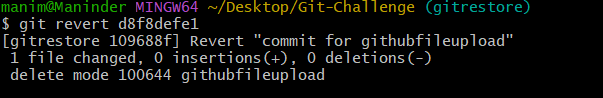 manim@Maninder MINGW64 ~/Desktop/Git-Challenge (gitrestore)
$ git revert d8f8defe1
[gitrestore 109688f] Revert "commit for githubfileupload"
 1 file changed, 0 insertions(+), 0 deletions(-)
 delete mode 100644 githubfileupload